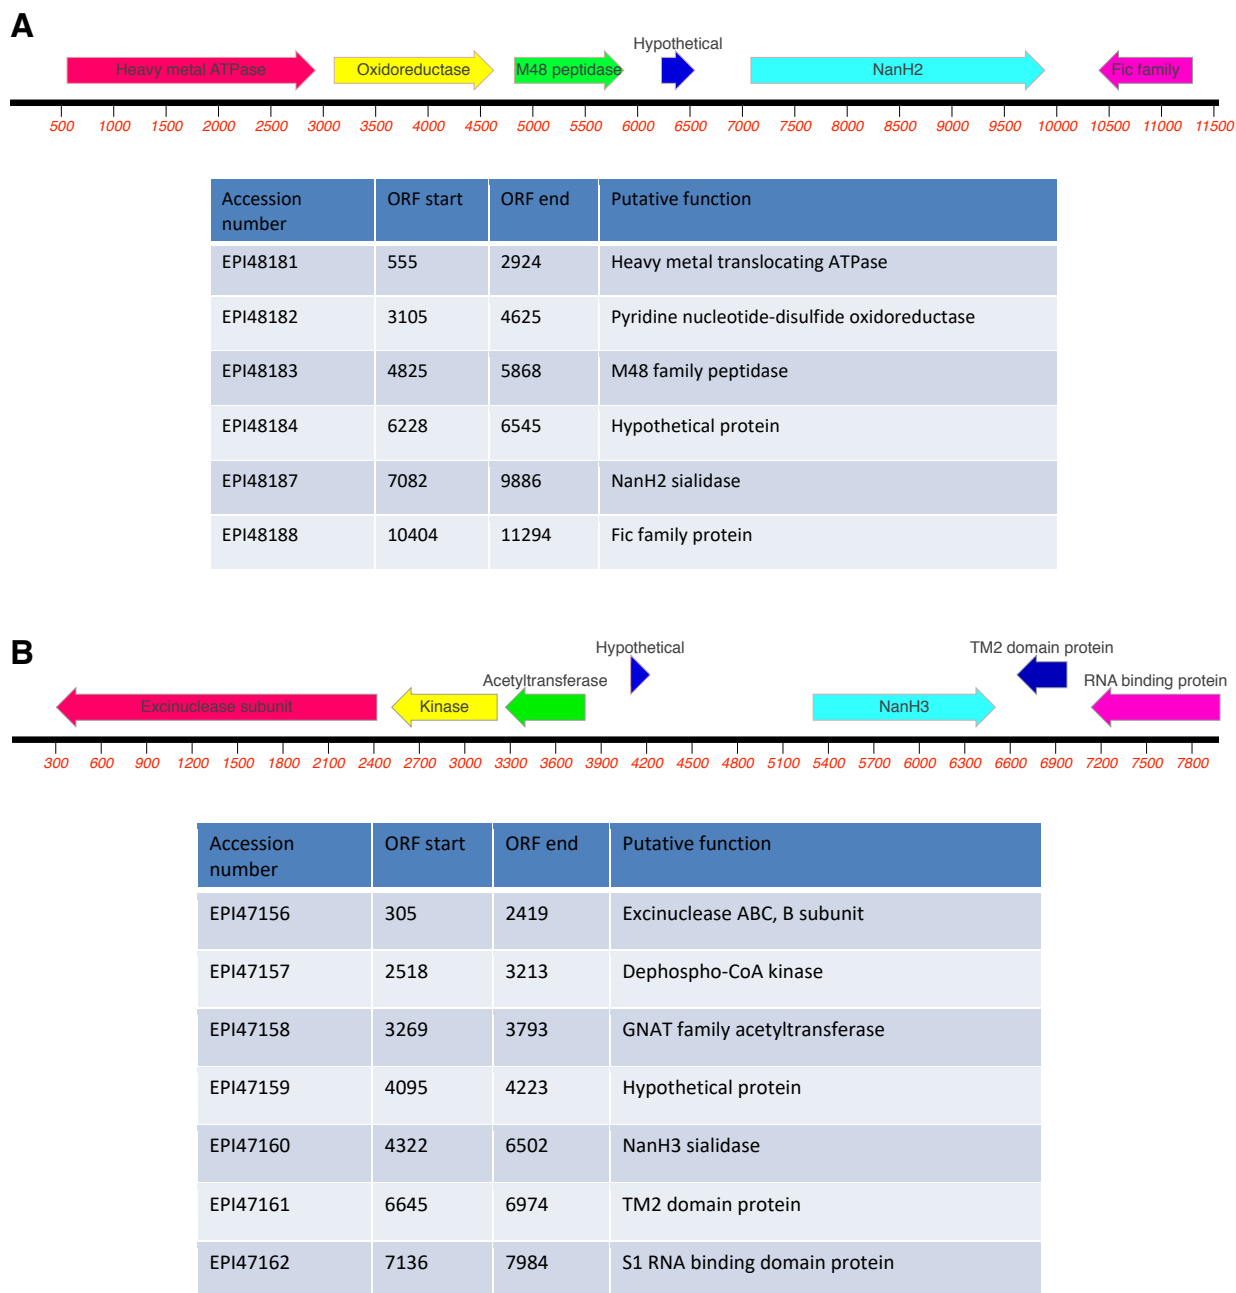 A
Hypothetical
Heavy metal ATPase Oxidoreductase M48 peptidase NanH2 Fic family
500 1000 1500 2000 2500 3000 3500 4000 4500 5000 5500 6000 6500 7000 7500 8000 8500 9000 9500 10000 10500 11000 11500
Accession number ORF start ORF end Putative function
EPI48181 555 2924 Heavy metal translocating ATPase
EPI48182 3105 4625 Pyridine nucleotide-disulfide oxidoreductase
EPI48183 4825 5868 M48 family peptidase
EPI48184 6228 6545 Hypothetical protein
EPI48187 7082 9886 NanH2 sialidase
EPI48188 10404 11294 Fic family protein
B
Hypothetical TM2 domain protein
Acetyltransferase RNA binding protein
Excinuclease subunit Kinase NanH3
300 600 900 1200 1500 1800 2100 2400 2700 3000 3300 3600 3900 4200 4500 4800 5100 5400 5700 6000 6300 6600 6900 7200 7500 7800
Accession number ORF start ORF end Putative function
EPI47156 305 2419 Excinuclease ABC, B subunit
EPI47157 2518 3213 Dephospho-CoA kinase
EPI47158 3269 3793 GNAT family acetyltransferase
EPI47159 4095 4223 Hypothetical protein
EPI47160 4322 6502 NanH3 sialidase
EPI47161 6645 6974 TM2 domain protein
EPI47162 7136 7984 S1 RNA binding domain protein